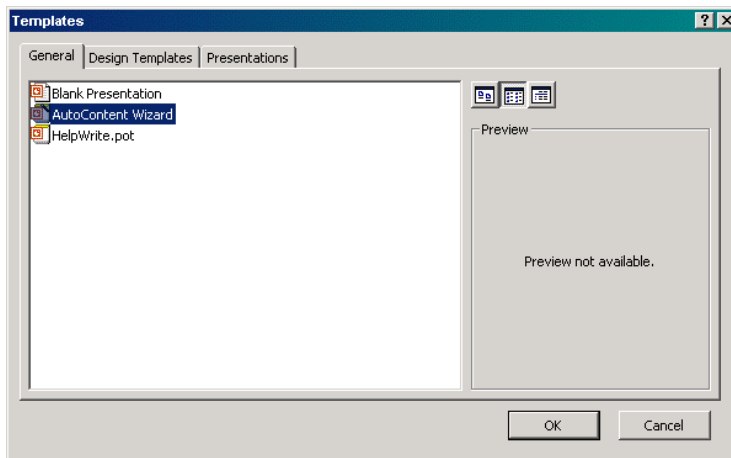 Templates
General Design Templates Presentations
Blank Presentation
AutoContent Wizard
HelpWrite.pot
Preview
Preview not available.
OK Cancel